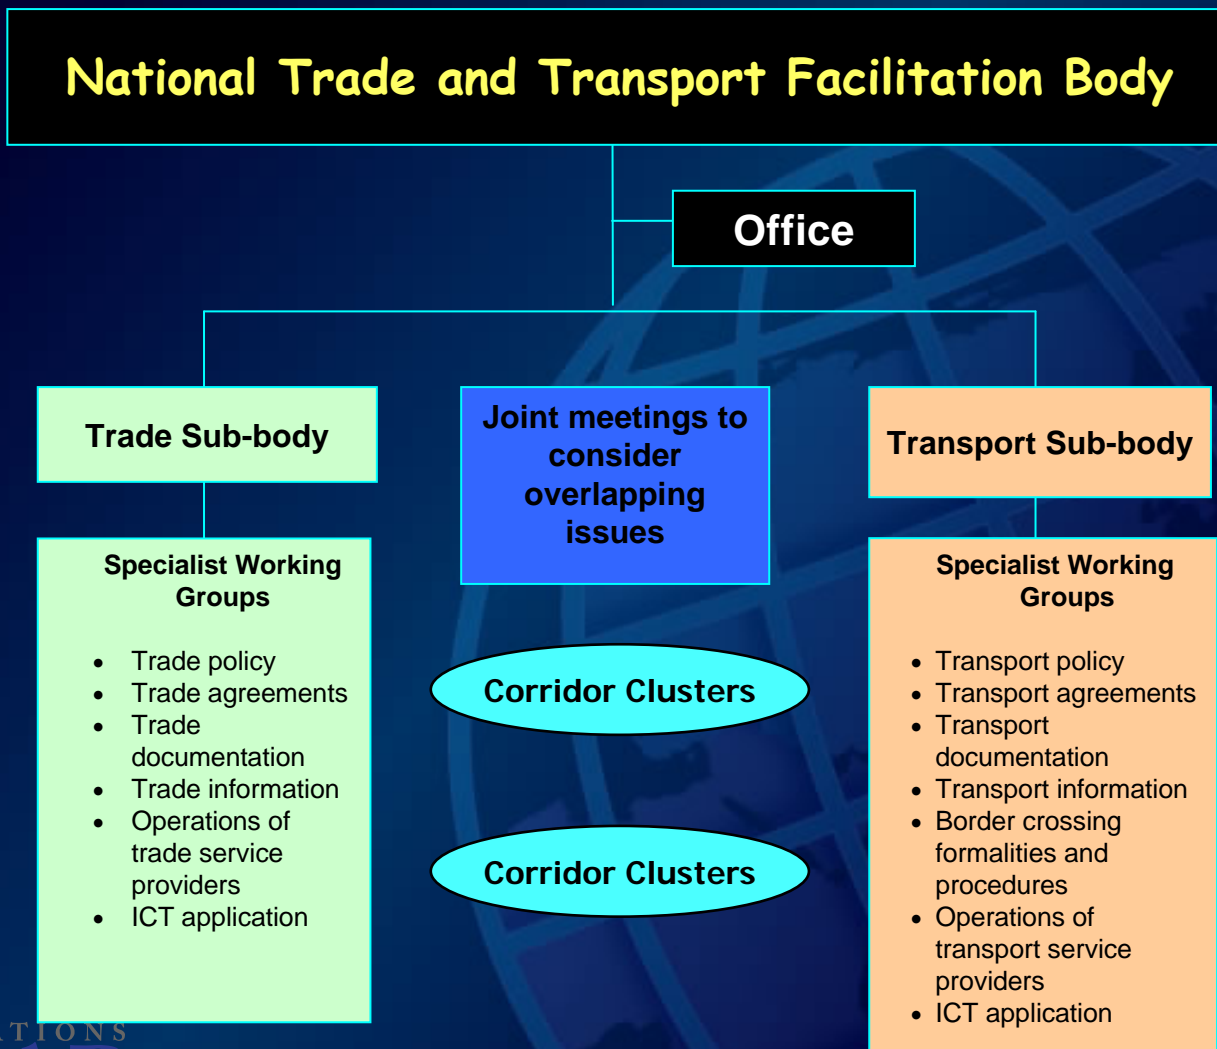 National Trade and Transport Facilitation Body
Office
Trade Sub-body
Joint meetings to
consider
overlapping
issues
Transport Sub-body
Specialist Working
Groups
• Trade policy
• Trade agreements
• Trade
documentation
• Trade information
• Operations of
trade service
providers
• ICT application
Corridor Clusters
Corridor Clusters
Specialist Working
Groups
• Transport policy
• Transport agreements
• Transport
documentation
• Transport information
• Border crossing
formalities and
procedures
• Operations of
transport service
providers
• ICT application
ATIONS